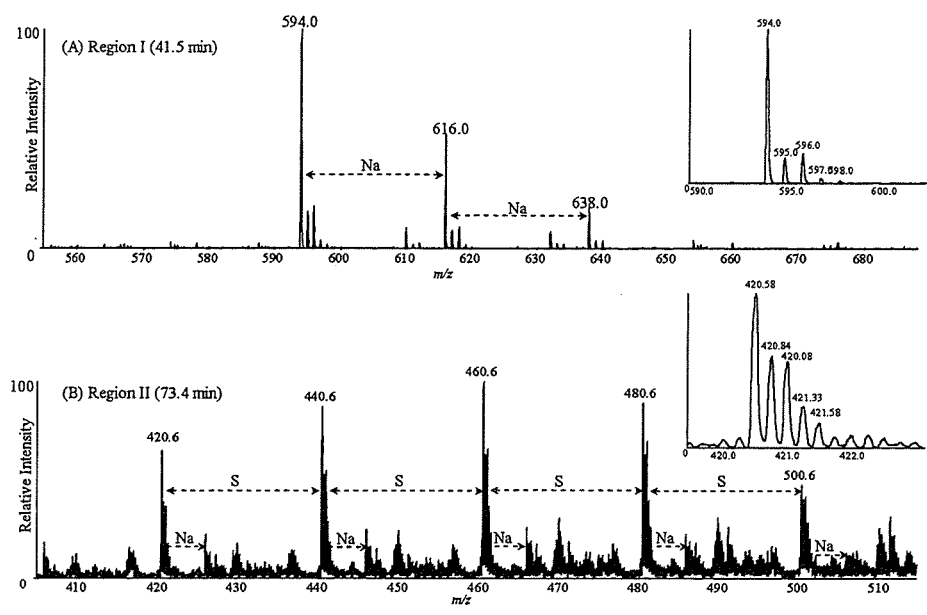 (A) Region I (41.5 min)
100
Relative Intensity
0
594.0
616.0
638.0
Na
Na
560 570 580 590 600 610 620 630 640 650 660 670 680
m/z
594.0
595.0
596.0
597.0
598.0
0
590.0 595.0 600.0
(B) Region II (73.4 min)
100
Relative Intensity
0
420.6
440.6
460.6
480.6
500.6
S S S S
Na Na Na Na Na
410 420 430 440 450 460 470 480 490 500 510
m/z
420.58
420.84
420.08
421.33
421.58
0
420.0 421.0 422.0